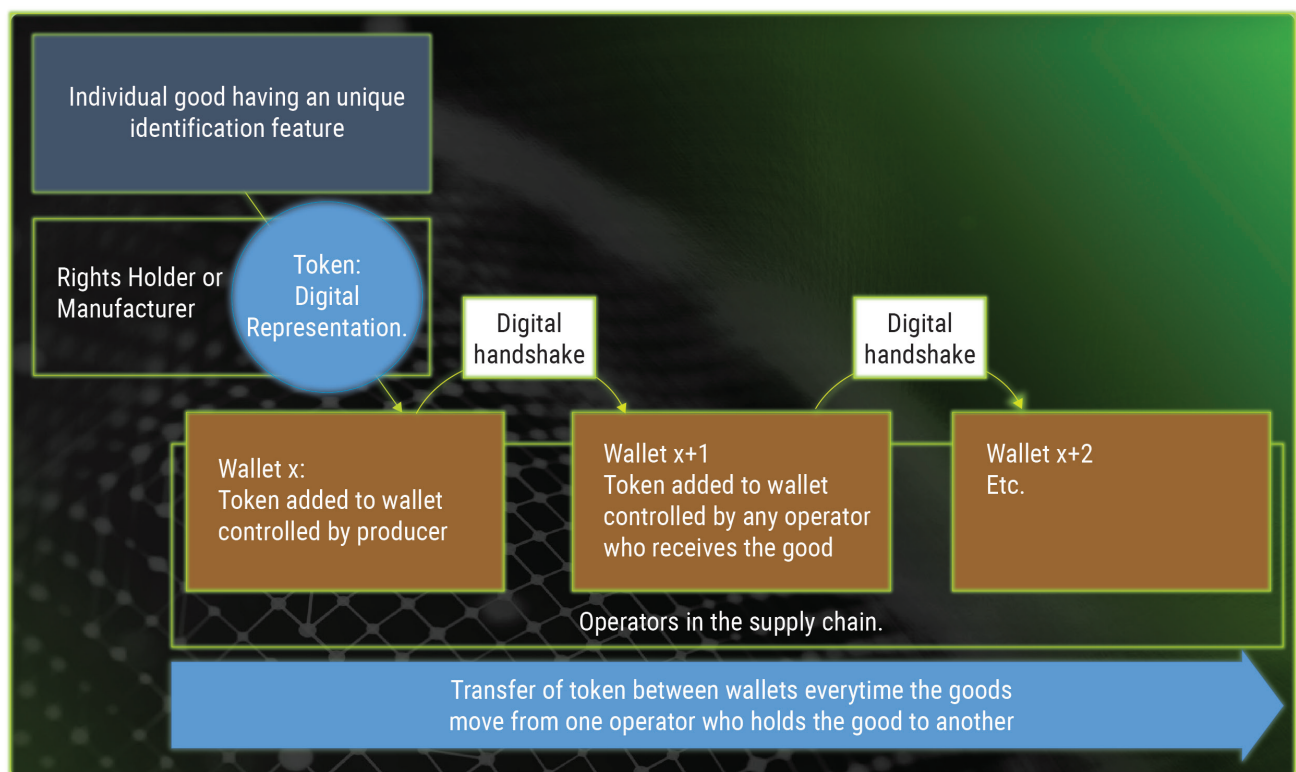 Individual good having an unique
identification feature
Rights Holder or
Manufacturer
Token:
Digital
Representation.
Digital
handshake
Digital
handshake
Wallet x:
Token added to wallet
controlled by producer
Wallet x+1
Token added to wallet
controlled by any operator
who receives the good
Wallet x+2
Etc.
Operators in the supply chain.
Transfer of token between wallets everytime the goods
move from one operator who holds the good to another